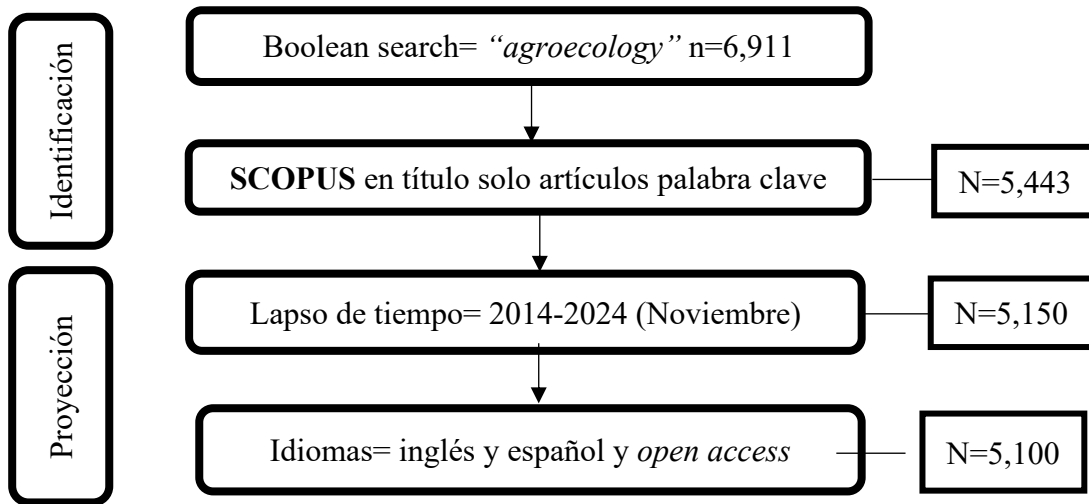 Identificación
Boolean search= “agroecology” n=6,911
SCOPUS en título solo artículos palabra clave
N=5,443
Proyección
Lapso de tiempo= 2014-2024 (Noviembre)
N=5,150
Idiomas= inglés y español y open access
N=5,100